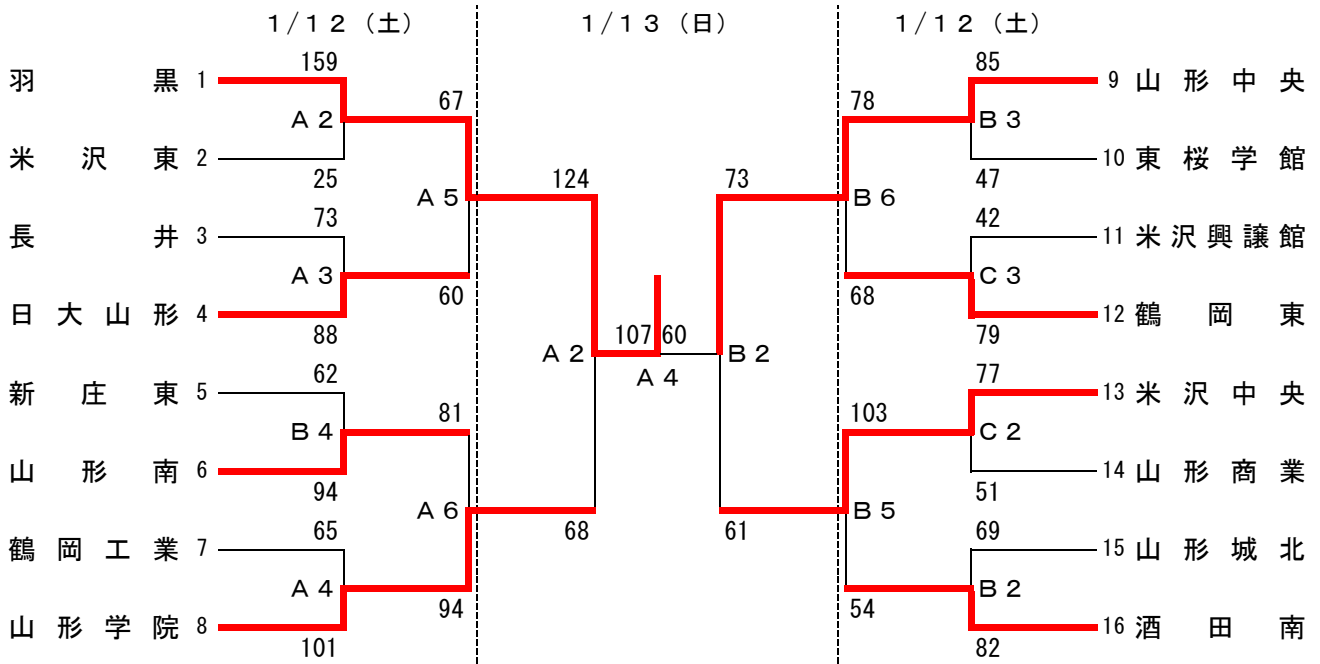 1/12(土) 1/13(日) 1/12(土)
159 85
羽黒 1 9 山形中央
67 78
A2 B3
米沢東 2 10 東桜学館
25 124 73 47
A5 B6
73 42
長井 3 11 米沢興譲館
A3 C3
60 68
日大山形 4 12 鶴岡東
88 107 60 79
A2 A4 B2
62 77
新庄東 5 13 米沢中央
81 103
B4 C2
山形南 6 14 山形商業
94 51
A6 B5
65 68 61 69
鶴岡工業 7 15 山形城北
A4 B2
94 54
山形学院 8 16 酒田南
101 82